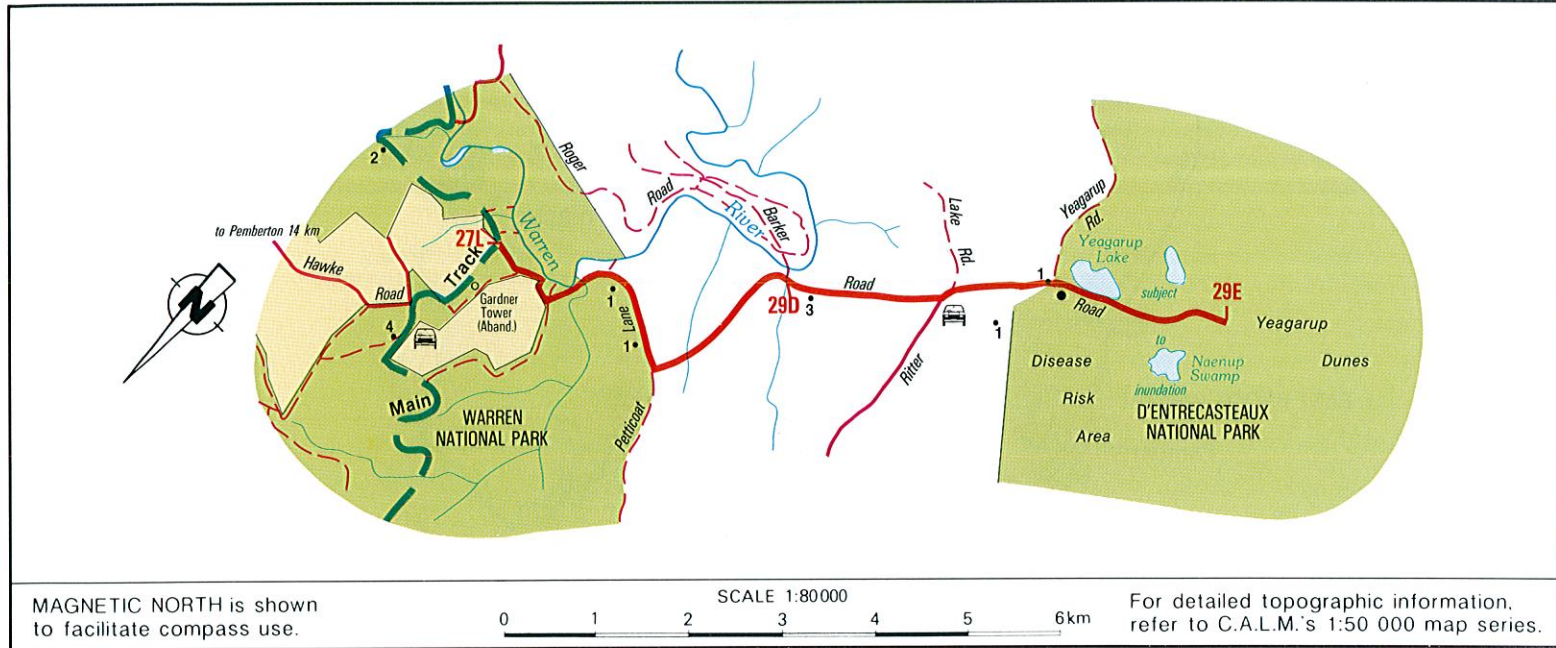 Roger
Road
River
Barker
Lake
Rd.
Yeagarup
Rd.
2
to Pemberton 14 km
Hawke
Road
27L
Track
Warren
Gardner
Tower
(Aband.)
4
N
1
Lane
1
29D
3
Road
1
1
Yeagarup
Lake
Road
subject
29E
Yeagarup
Dunes
to
Naenup
Swamp
inundation
Disease
Risk
Area
D'ENTRECASTEAUX
NATIONAL PARK
Ritter
Main
WARREN
NATIONAL PARK
Petticoat
MAGNETIC NORTH is shown
to facilitate compass use.
SCALE 1:80000
0 1 2 3 4 5 6km
For detailed topographic information,
refer to C.A.L.M.'s 1:50 000 map series.